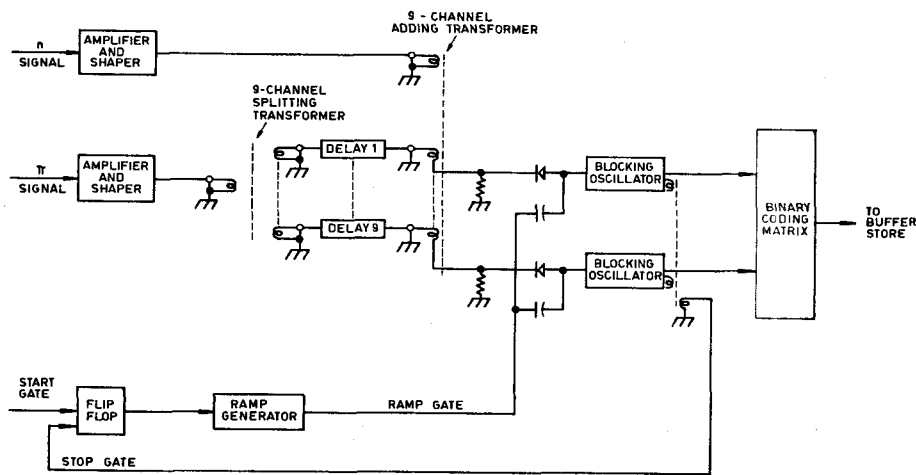 9 - CHANNEL
ADDING TRANSFORMER
n
SIGNAL
AMPLIFIER
AND
SHAPER
9-CHANNEL
SPLITTING
TRANSFORMER
π
SIGNAL
AMPLIFIER
AND
SHAPER
DELAY 1
DELAY 9
BLOCKING
OSCILLATOR
BLOCKING
OSCILLATOR
BINARY
CODING
MATRIX
TO
BUFFER
STORE
START
GATE
FLIP
FLOP
RAMP
GENERATOR
RAMP GATE
STOP GATE